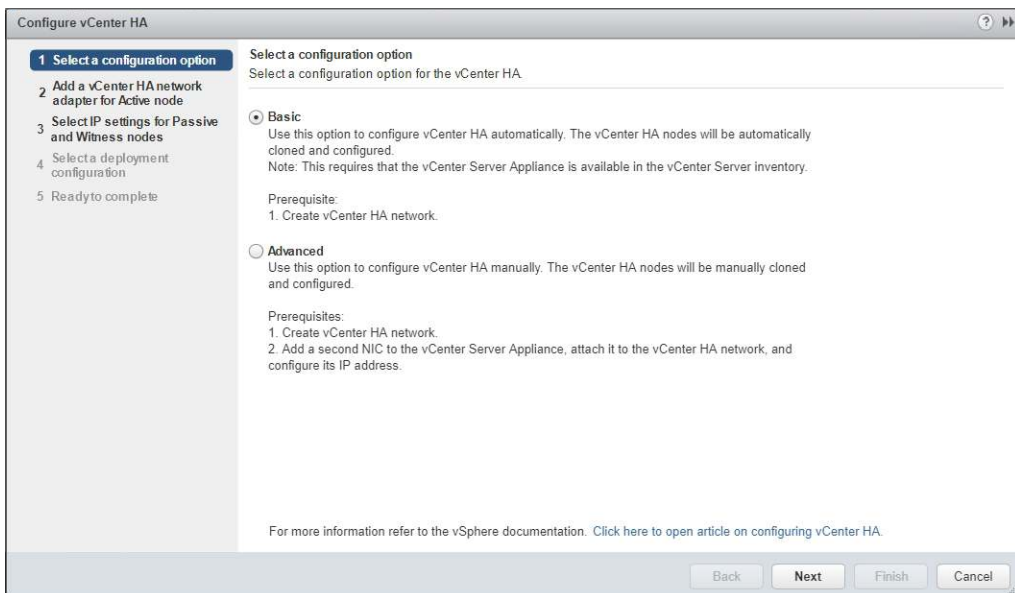 Configure vCenter HA
?
1 Select a configuration option
2 Add a vCenter HA network
adapter for Active node
3 Select IP settings for Passive
and Witness nodes
4 Select a deployment
configuration
5 Ready to complete
Select a configuration option
Select a configuration option for the vCenter HA.
Basic
Use this option to configure vCenter HA automatically. The vCenter HA nodes will be automatically
cloned and configured.
Note: This requires that the vCenter Server Appliance is available in the vCenter Server inventory.
Prerequisite:
1. Create vCenter HA network.
Advanced
Use this option to configure vCenter HA manually. The vCenter HA nodes will be manually cloned
and configured.
Prerequisites:
1. Create vCenter HA network.
2. Add a second NIC to the vCenter Server Appliance, attach it to the vCenter HA network, and
configure its IP address.
For more information refer to the vSphere documentation. Click here to open article on configuring vCenter HA.
Back Next Finish Cancel